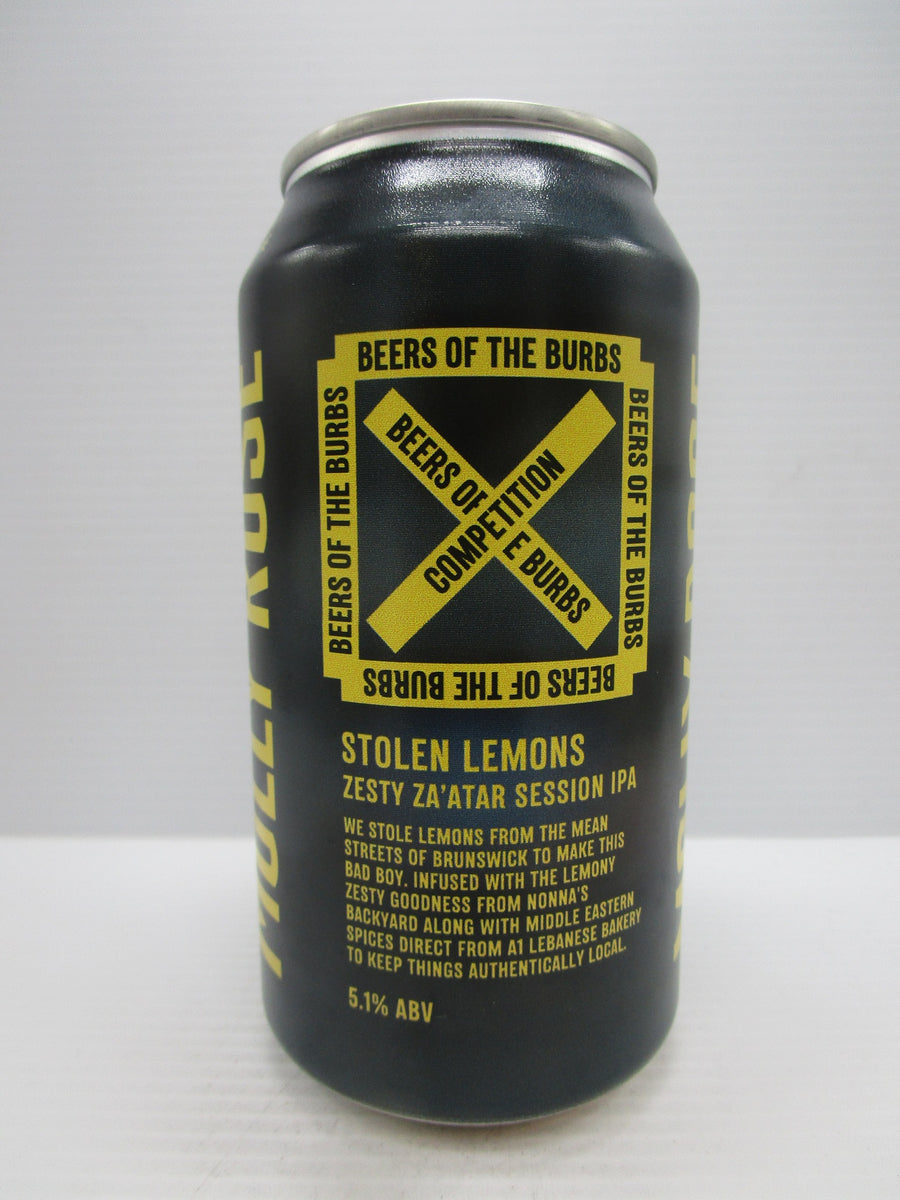 BEERS OF THE BURBS
BEERS OF THE BURBS
BEERS OF THE BURBS
BEERS OF THE BURBS
BEERS OF E BURBS
COMPETITION
MOLLY ROSE
MOLLY ROSE
STOLEN LEMONS
ZESTY ZA'ATAR SESSION IPA
WE STOLE LEMONS FROM THE MEAN
STREETS OF BRUNSWICK TO MAKE THIS
BAD BOY. INFUSED WITH THE LEMONY
ZESTY GOODNESS FROM NONNA'S
BACKYARD ALONG WITH MIDDLE EASTERN
SPICES DIRECT FROM A1 LEBANESE BAKERY
TO KEEP THINGS AUTHENTICALLY LOCAL.
5.1% ABV